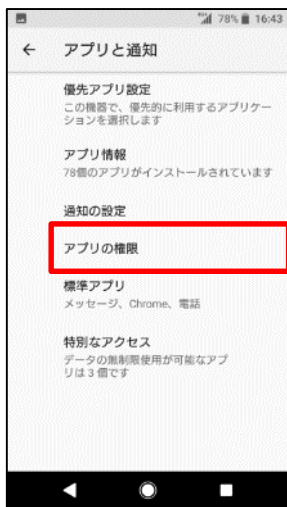 78% 16:43
アプリと通知
優先アプリ設定
この機器で、優先的に利用するアプリケー
ションを選択します
アプリ情報
78個のアプリがインストールされています
通知の設定
アプリの権限
標準アプリ
メッセージ、Chrome、電話
特別なアクセス
データの無制限使用が可能なアプ
リは3個です